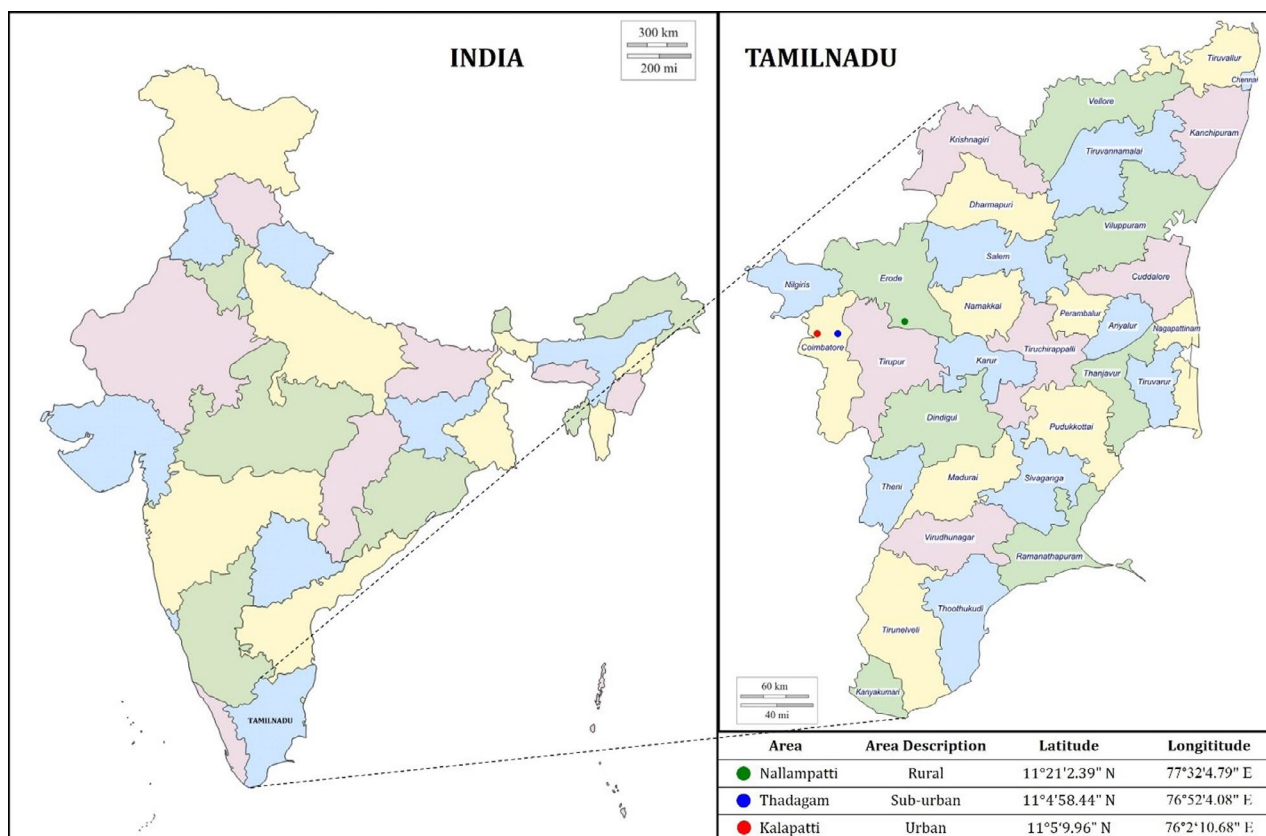 INDIA
300 km
200 mi
TAMILNADU
TAMILNADU
Tiruvallur
Chennai
Vellore
Kanchipuram
Krishnagiri
Tiruvannamalai
Dharmapuri
Viluppuram
Salem
Cuddalore
Erode
Nilgiris
Namakkal
Perambalur
Ariyalur
Nagapattinam
Coimbatore
Tirupur
Karur
Tiruchirappalli
Thanjavur
Tiruvarur
Dindigul
Pudukkottai
Theni
Madurai
Sivaganga
Virudhunagar
Ramanathapuram
Thoothukudi
Tirunelveli
Kanyakumari
60 km
40 mi
Area Area Description Latitude Longititude
Nallampatti Rural 11°21'2.39" N 77°32'4.79" E
Thadagam Sub-urban 11°4'58.44" N 76°52'4.08" E
Kalapatti Urban 11°5'9.96" N 76°2'10.68" E